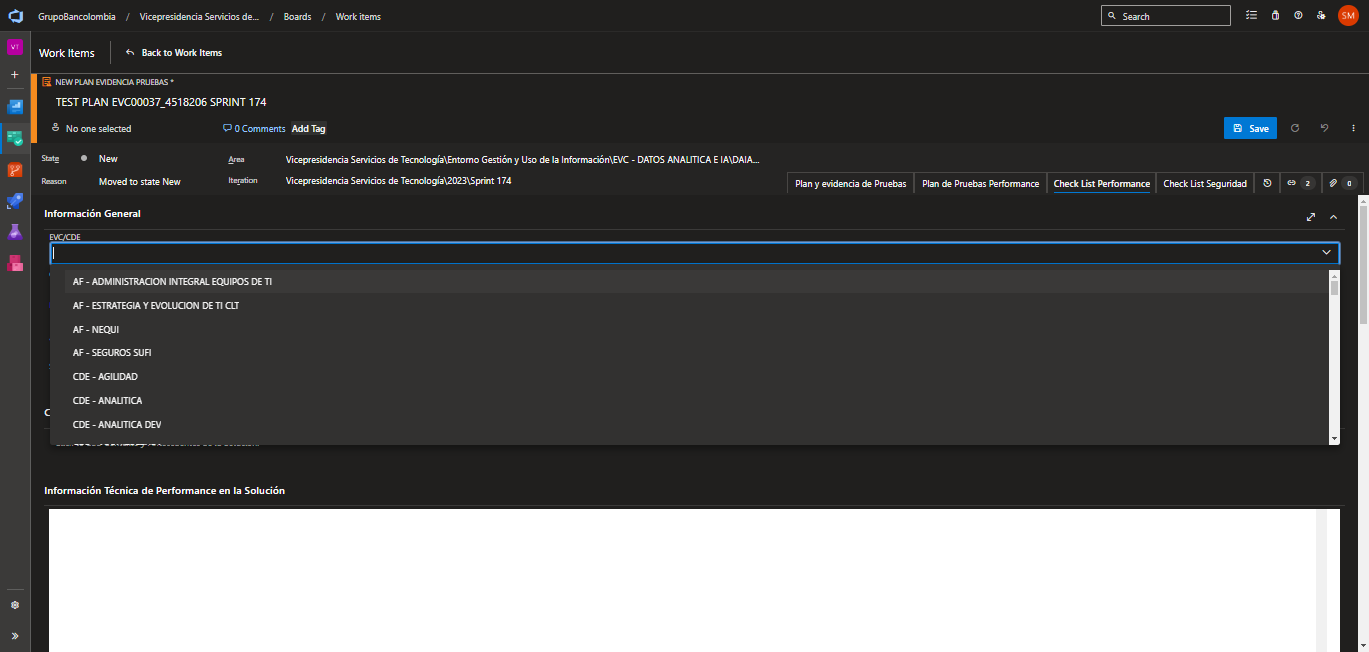 GrupoBancolombia / Vicepresidencia Servicios de... / Boards / Work items
Search
SM
VT
Work Items
Back to Work Items
NEW PLAN EVIDENCIA PRUEBAS *
TEST PLAN EVC00037_4518206 SPRINT 174
No one selected
0 Comments
Add Tag
Save
State
New
Area
Vicepresidencia Servicios de Tecnología\Entorno Gestión y Uso de la Información\EVC - DATOS ANALITICA E IA\DAIA...
Reason
Moved to state New
Iteration
Vicepresidencia Servicios de Tecnología\2023\Sprint 174
Plan y evidencia de Pruebas
Plan de Pruebas Performance
Check List Performance
Check List Seguridad
2
0
Información General
EVC/CDE
AF - ADMINISTRACION INTEGRAL EQUIPOS DE TI
AF - ESTRATEGIA Y EVOLUCION DE TI CLT
AF - NEQUI
AF - SEGUROS SUFI
CDE - AGILIDAD
CDE - ANALITICA
CDE - ANALITICA DEV
Información Técnica de Performance en la Solución